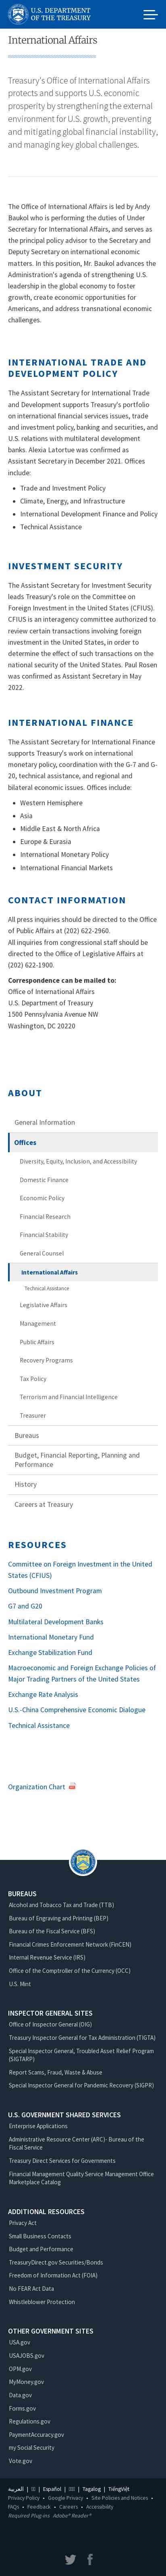 U.S. DEPARTMENT
OF THE TREASURY
International Affairs
Treasury's Office of International Affairs
protects and supports U.S. economic
prosperity by strengthening the external
environment for U.S. growth, preventing
and mitigating global financial instability,
and managing key global challenges.
The Office of International Affairs is led by Andy
Baukol who is performing the duties of Under
Secretary for International Affairs, and serves as
the principal policy advisor to the Secretary and
Deputy Secretary on international economic
matters. In this position, Mr. Baukol advances the
Administration's agenda of strengthening U.S.
leadership in the global economy to foster
growth, create economic opportunities for
Americans, and address transnational economic
challenges.
INTERNATIONAL TRADE AND
DEVELOPMENT POLICY
The Assistant Secretary for International Trade
and Development supports Treasury's portfolio
on international financial services issues, trade
and investment policy, banking and securities, and
U.S. relations with multilateral development
banks. Alexia Latortue was confirmed as
Assistant Secretary in December 2021. Offices
include:
• Trade and Investment Policy
• Climate, Energy, and Infrastructure
• International Development Finance and Policy
• Technical Assistance
INVESTMENT SECURITY
The Assistant Secretary for Investment Security
leads Treasury's role on the Committee on
Foreign Investment in the United States (CFIUS).
CFIUS is an interagency committee authorized to
review certain transactions involving foreign
investment to determine the effect of such
transactions on the national security of the
United States. Paul Rosen was confirmed as
Assistant Secretary in May 2022.
INTERNATIONAL FINANCE
The Assistant Secretary for International Finance
supports Treasury's work on international
monetary policy, coordination with the G-7 and G-
20, technical assistance, and regional and
bilateral economic issues. Offices include:
• Western Hemisphere
• Asia
• Middle East & North Africa
• Europe & Eurasia
• International Monetary Policy
• International Financial Markets
CONTACT INFORMATION
All press inquiries should be directed to the Office
of Public Affairs at (202) 622-2960.
All inquiries from congressional staff should be
directed to the Office of Legislative Affairs at
(202) 622-1900.
Correspondence can be mailed to:
Office of International Affairs
U.S. Department of Treasury
1500 Pennsylvania Avenue NW
Washington, DC 20220
ABOUT
General Information
Offices
Diversity, Equity, Inclusion, and Accessibility
Domestic Finance
Economic Policy
Financial Research
Financial Stability
General Counsel
International Affairs
Technical Assistance
Legislative Affairs
Management
Public Affairs
Recovery Programs
Tax Policy
Terrorism and Financial Intelligence
Treasurer
Bureaus
Budget, Financial Reporting, Planning and
Performance
History
Careers at Treasury
RESOURCES
Committee on Foreign Investment in the United
States (CFIUS)
Outbound Investment Program
G7 and G20
Multilateral Development Banks
International Monetary Fund
Exchange Stabilization Fund
Macroeconomic and Foreign Exchange Policies of
Major Trading Partners of the United States
Exchange Rate Analysis
U.S.-China Comprehensive Economic Dialogue
Technical Assistance
Organization Chart
BUREAUS
Alcohol and Tobacco Tax and Trade (TTB)
Bureau of Engraving and Printing (BEP)
Bureau of the Fiscal Service (BFS)
Financial Crimes Enforcement Network (FinCEN)
Internal Revenue Service (IRS)
Office of the Comptroller of the Currency (OCC)
U.S. Mint
INSPECTOR GENERAL SITES
Office of Inspector General (OIG)
Treasury Inspector General for Tax Administration (TIGTA)
Special Inspector General, Troubled Asset Relief Program
(SIGTARP)
Report Scams, Fraud, Waste & Abuse
Special Inspector General for Pandemic Recovery (SIGPR)
U.S. GOVERNMENT SHARED SERVICES
Enterprise Applications
Administrative Resource Center (ARC)- Bureau of the
Fiscal Service
Treasury Direct Services for Governments
Financial Management Quality Service Management Office
Marketplace Catalog
ADDITIONAL RESOURCES
Privacy Act
Small Business Contacts
Budget and Performance
TreasuryDirect.gov Securities/Bonds
Freedom of Information Act (FOIA)
No FEAR Act Data
Whistleblower Protection
OTHER GOVERNMENT SITES
USA.gov
USAJOBS.gov
OPM.gov
MyMoney.gov
Data.gov
Forms.gov
Regulations.gov
PaymentAccuracy.gov
my Social Security
Vote.gov
العربية | | Español | | Tagalog | TiếngViệt
Privacy Policy • Google Privacy • Site Policies and Notices •
FAQs • Feedback • Careers • Accessibility
Required Plug-ins: Adobe® Reader®